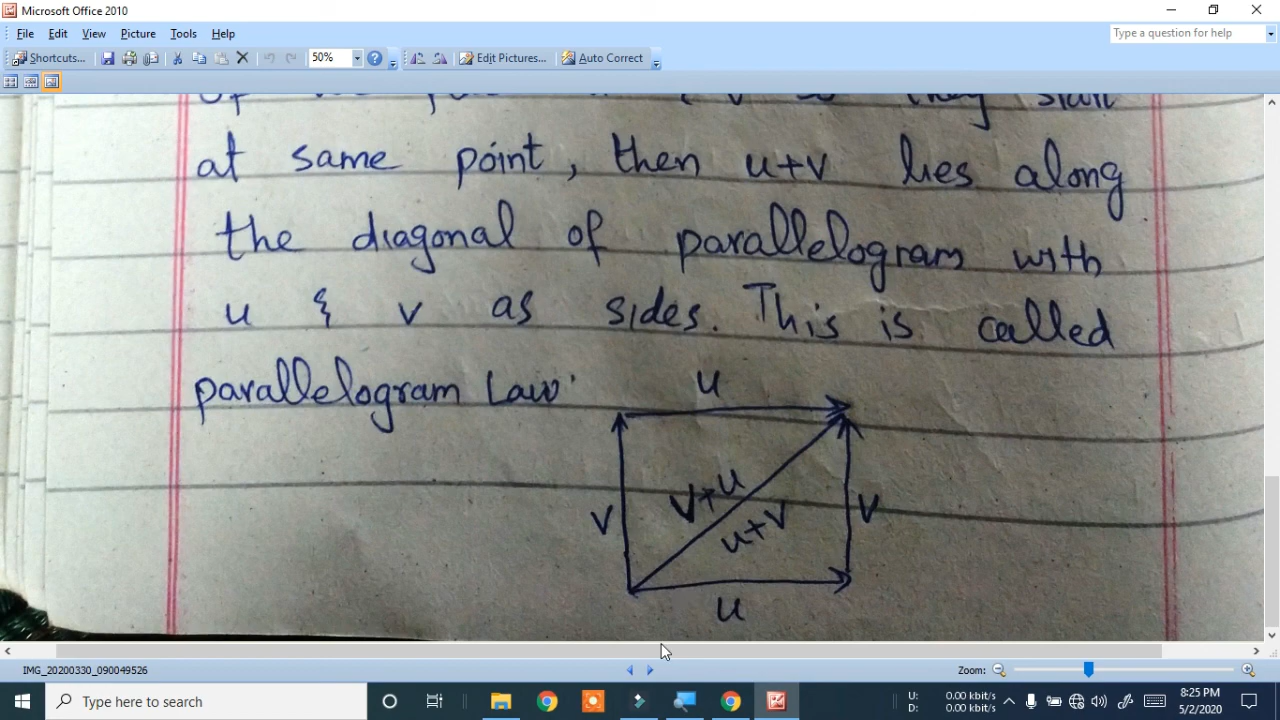 Microsoft Office 2010
File Edit View Picture Tools Help
Type a question for help
Shortcuts... 50% Edit Pictures... Auto Correct
at same point, then u+v lies along
the diagonal of parallelogram with
u & v as sides. This is called
parallelogram Law.
u
v
v+u
u+v
v
u
IMG_20200330_090049526
Zoom:
Type here to search
U: 0.00 kbit/s
D: 0.00 kbit/s
8:25 PM
5/2/2020